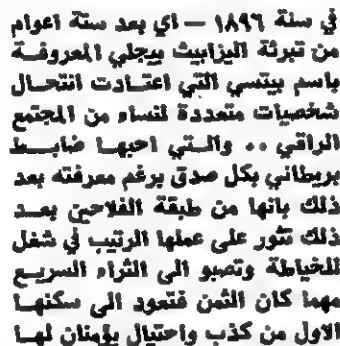 في سنة ١٨٩٦ — اي بعد ستة اعوام
من تبرئة اليزابيث بيجلي المعروفة
باسم بيتسي التي اعتادت انتحال
شخصيات متعددة لنساء من المجتمع
الراقي ٠٠ والتي احبها ضابط
بريطاني بكل صدق برغم معرفته بعد
ذلك بانها من طبقة الفلاحين بعد
ذلك تثور على عملها الرتيب في شغل
الخياطة وتصبو الى الثراء السريع
مهما كان الثمن فتعود الى سكنها
الاول من كذب واحتيال يؤمنان لها